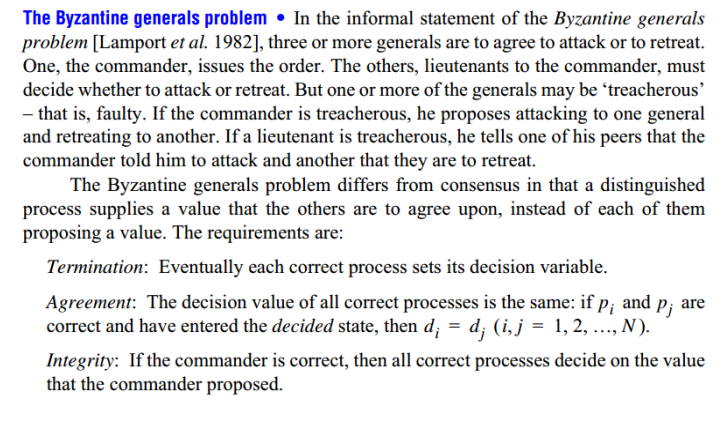 The Byzantine generals problem • In the informal statement of the Byzantine generals
problem [Lamport et al. 1982], three or more generals are to agree to attack or to retreat.
One, the commander, issues the order. The others, lieutenants to the commander, must
decide whether to attack or retreat. But one or more of the generals may be ‘treacherous’
– that is, faulty. If the commander is treacherous, he proposes attacking to one general
and retreating to another. If a lieutenant is treacherous, he tells one of his peers that the
commander told him to attack and another that they are to retreat.
The Byzantine generals problem differs from consensus in that a distinguished
process supplies a value that the others are to agree upon, instead of each of them
proposing a value. The requirements are:
Termination: Eventually each correct process sets its decision variable.
Agreement: The decision value of all correct processes is the same: if pᵢ and pⱼ are
correct and have entered the decided state, then dᵢ = dⱼ (i, j = 1, 2, ..., N).
Integrity: If the commander is correct, then all correct processes decide on the value
that the commander proposed.